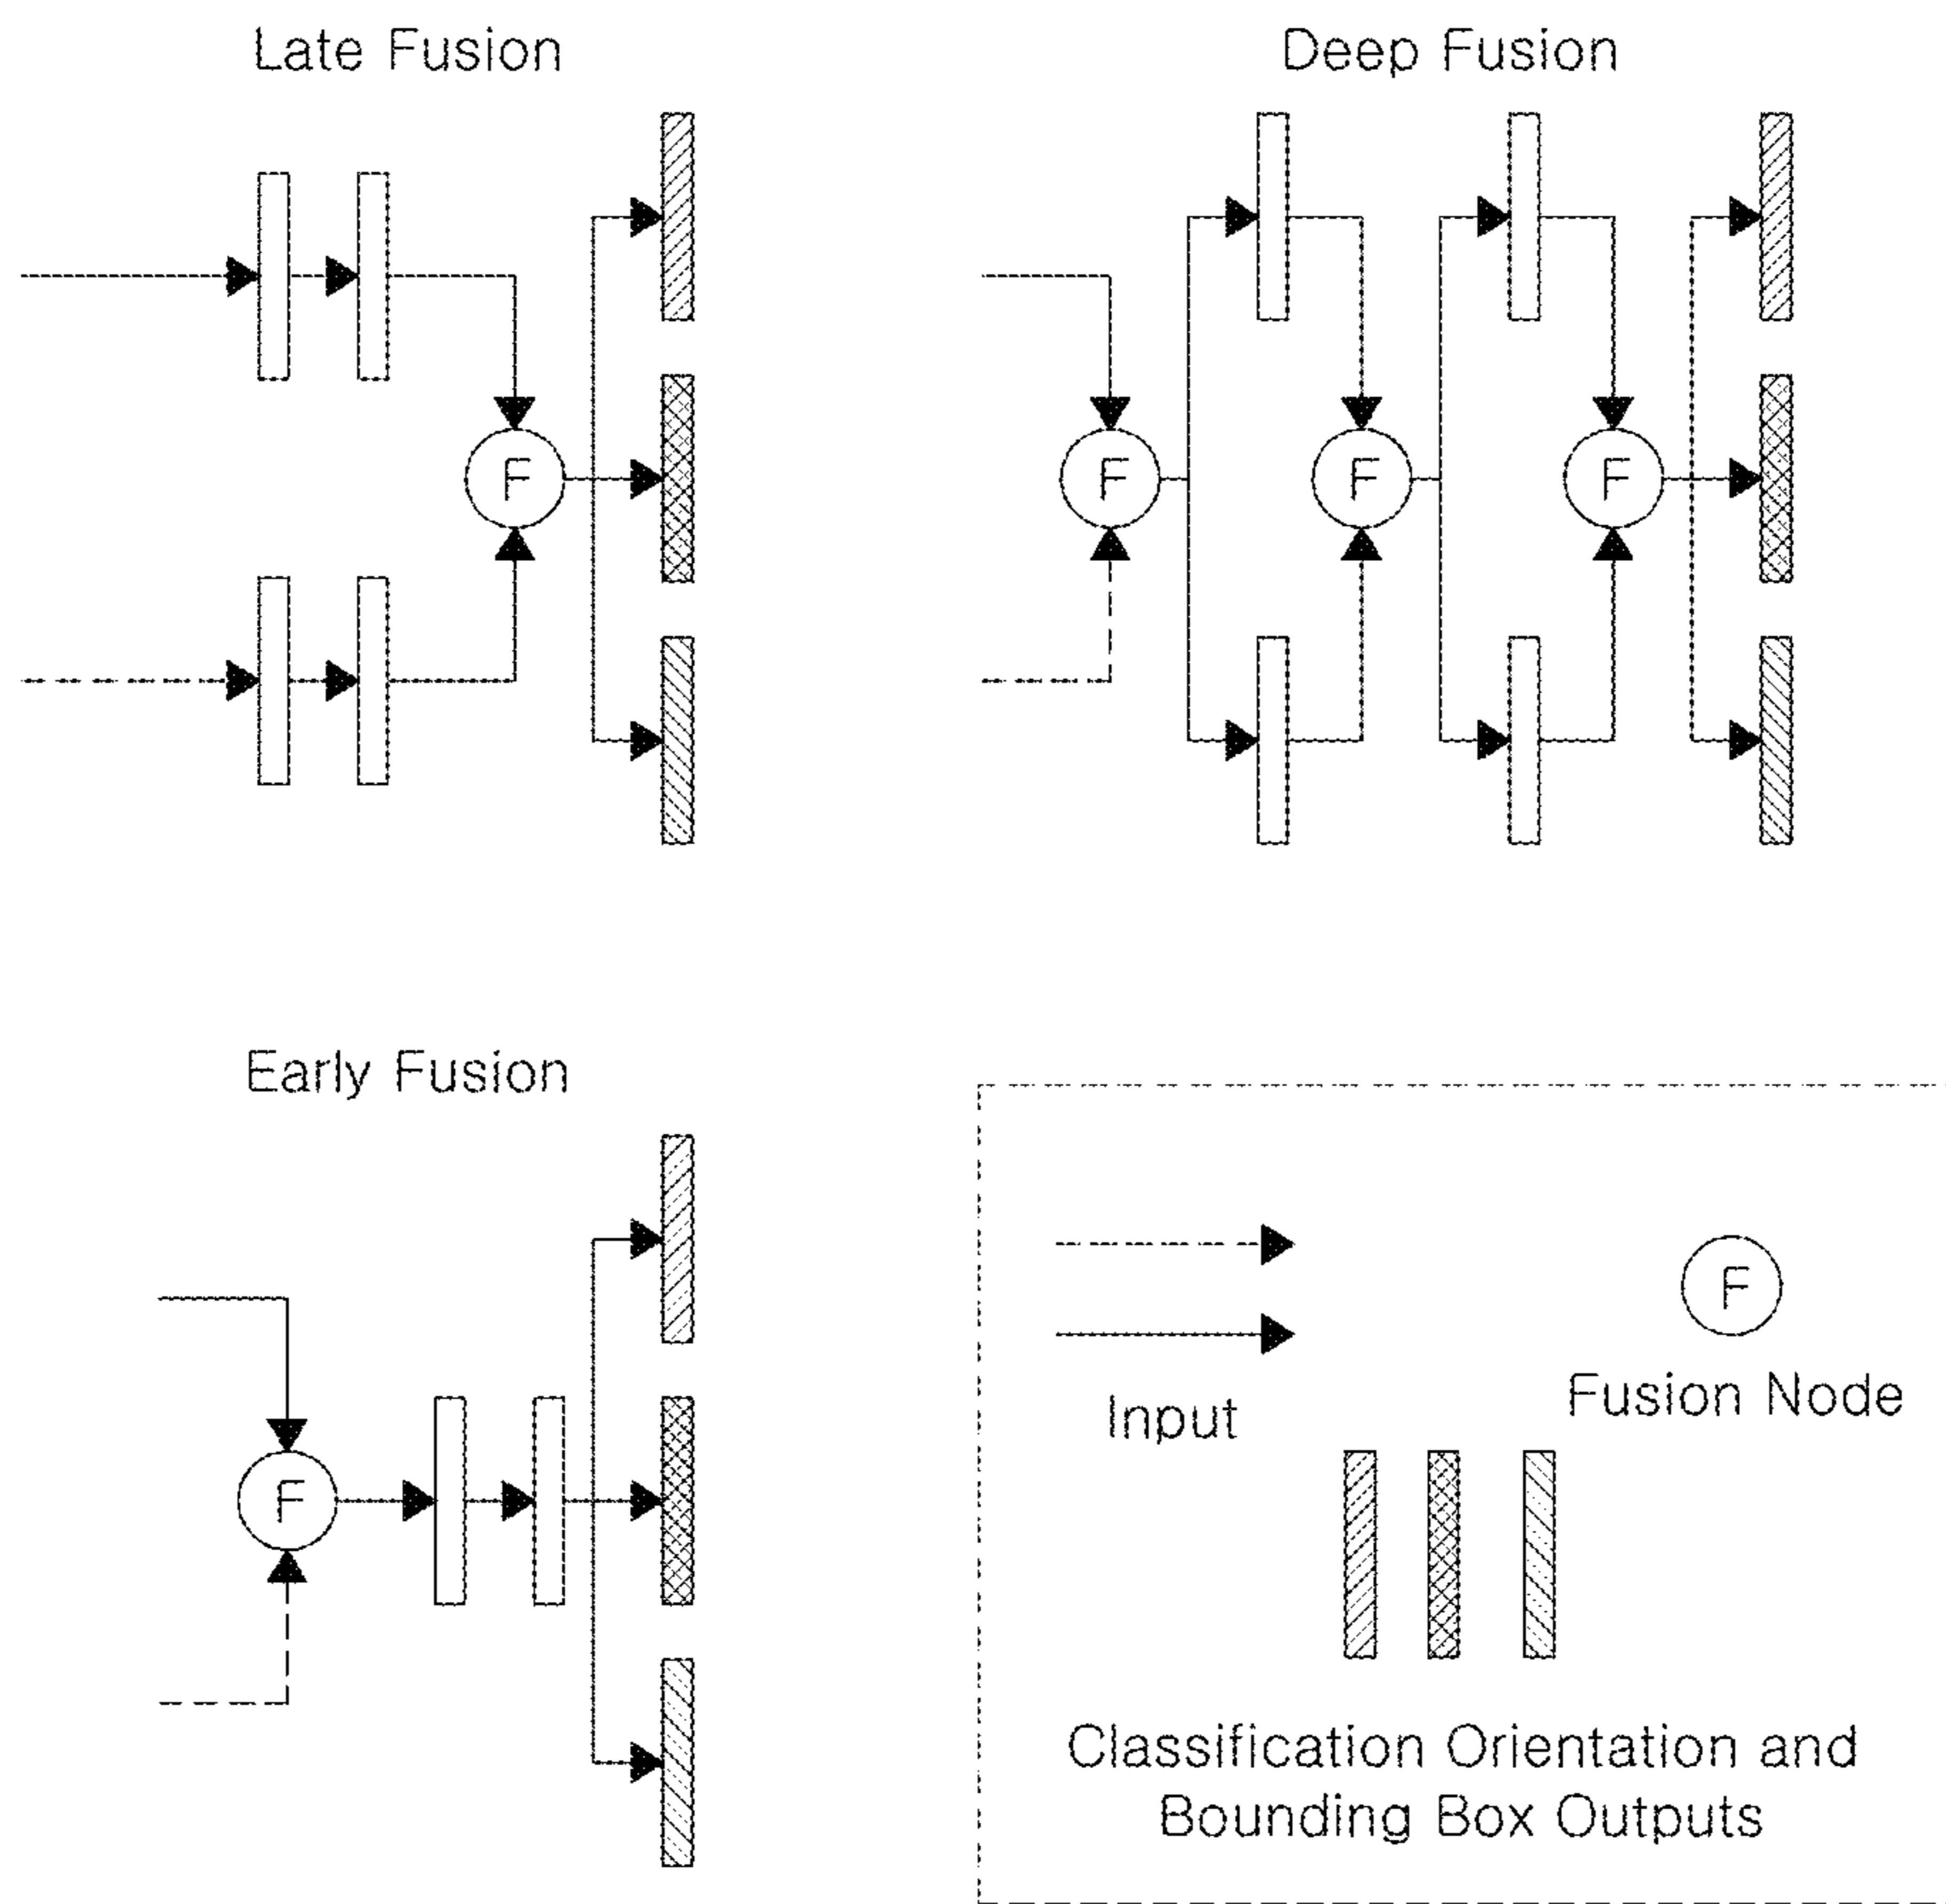 Late Fusion
Deep Fusion
F
F
F
F
Early Fusion
F
Input
F
Fusion Node
Classification Orientation and
Bounding Box Outputs